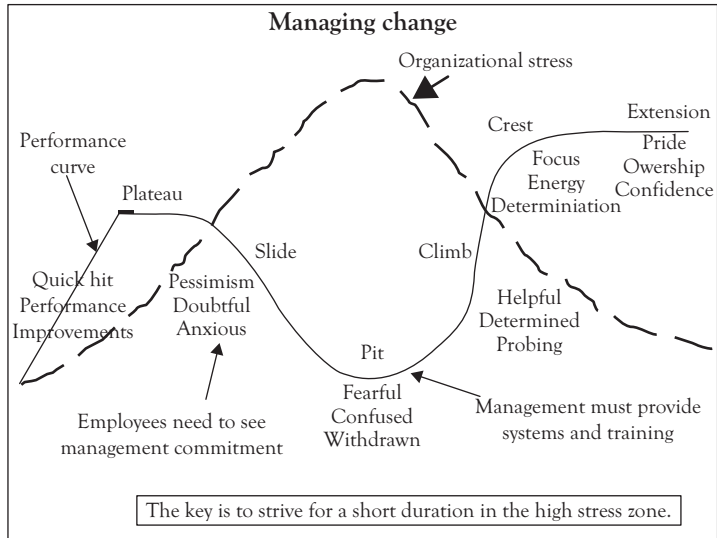 Managing change
Organizational stress
Performance
curve
Plateau
Quick hit
Performance
Improvements
Pessimism
Doubtful
Anxious
Slide
Employees need to see
management commitment
Pit
Fearful
Confused
Withdrawn
Management must provide
systems and training
Climb
Helpful
Determined
Probing
Crest
Focus
Energy
Determiniation
Extension
Pride
Owership
Confidence
The key is to strive for a short duration in the high stress zone.